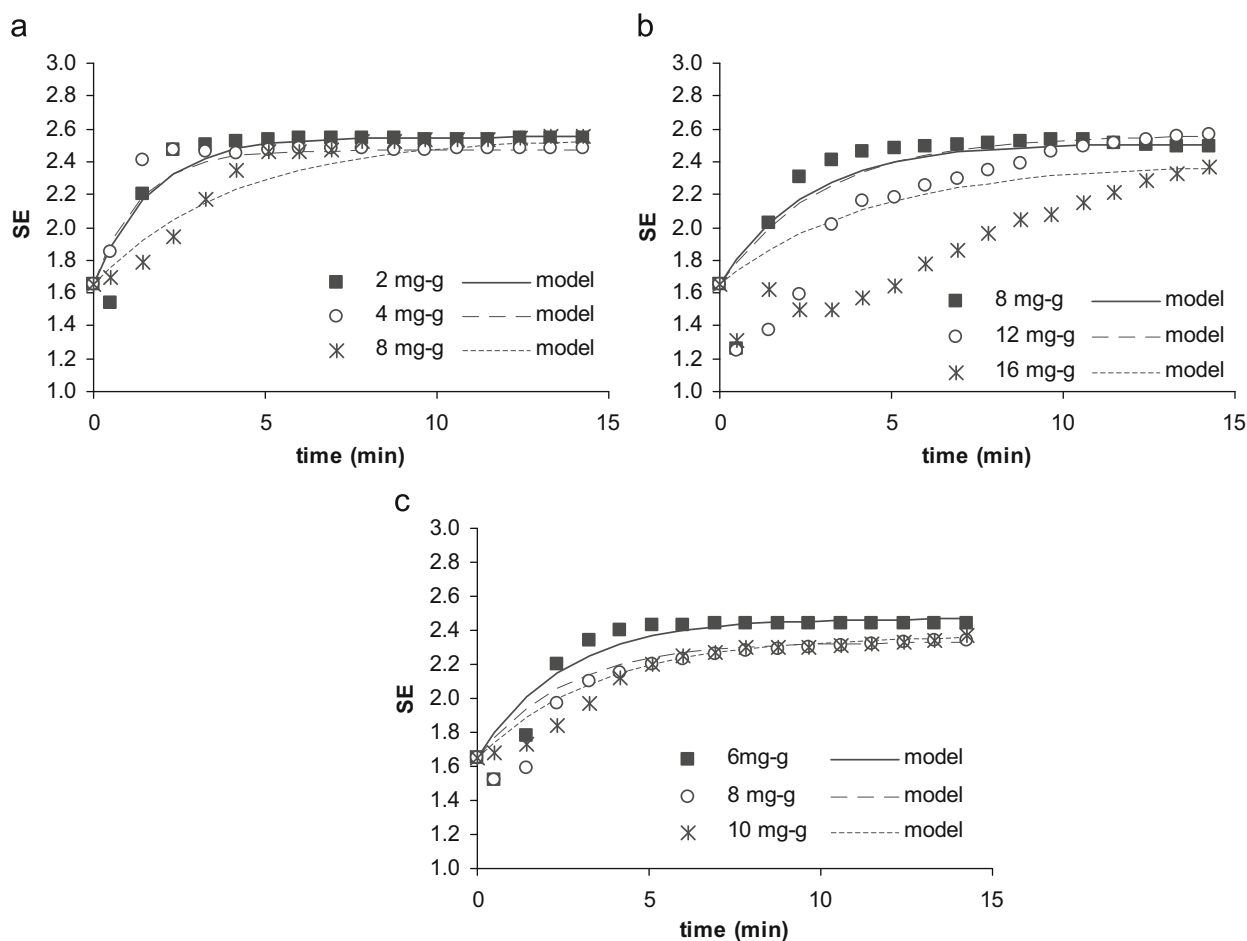 a
3.0
2.8
2.6
2.4
2.2
2.0
1.8
1.6
1.4
1.2
1.0
SE
2 mg-g model
4 mg-g model
8 mg-g model
0 5 10 15
time (min)
b
3.0
2.8
2.6
2.4
2.2
2.0
1.8
1.6
1.4
1.2
1.0
SE
8 mg-g model
12 mg-g model
16 mg-g model
0 5 10 15
time (min)
c
3.0
2.8
2.6
2.4
2.2
2.0
1.8
1.6
1.4
1.2
1.0
SE
6mg-g model
8 mg-g model
10 mg-g model
0 5 10 15
time (min)